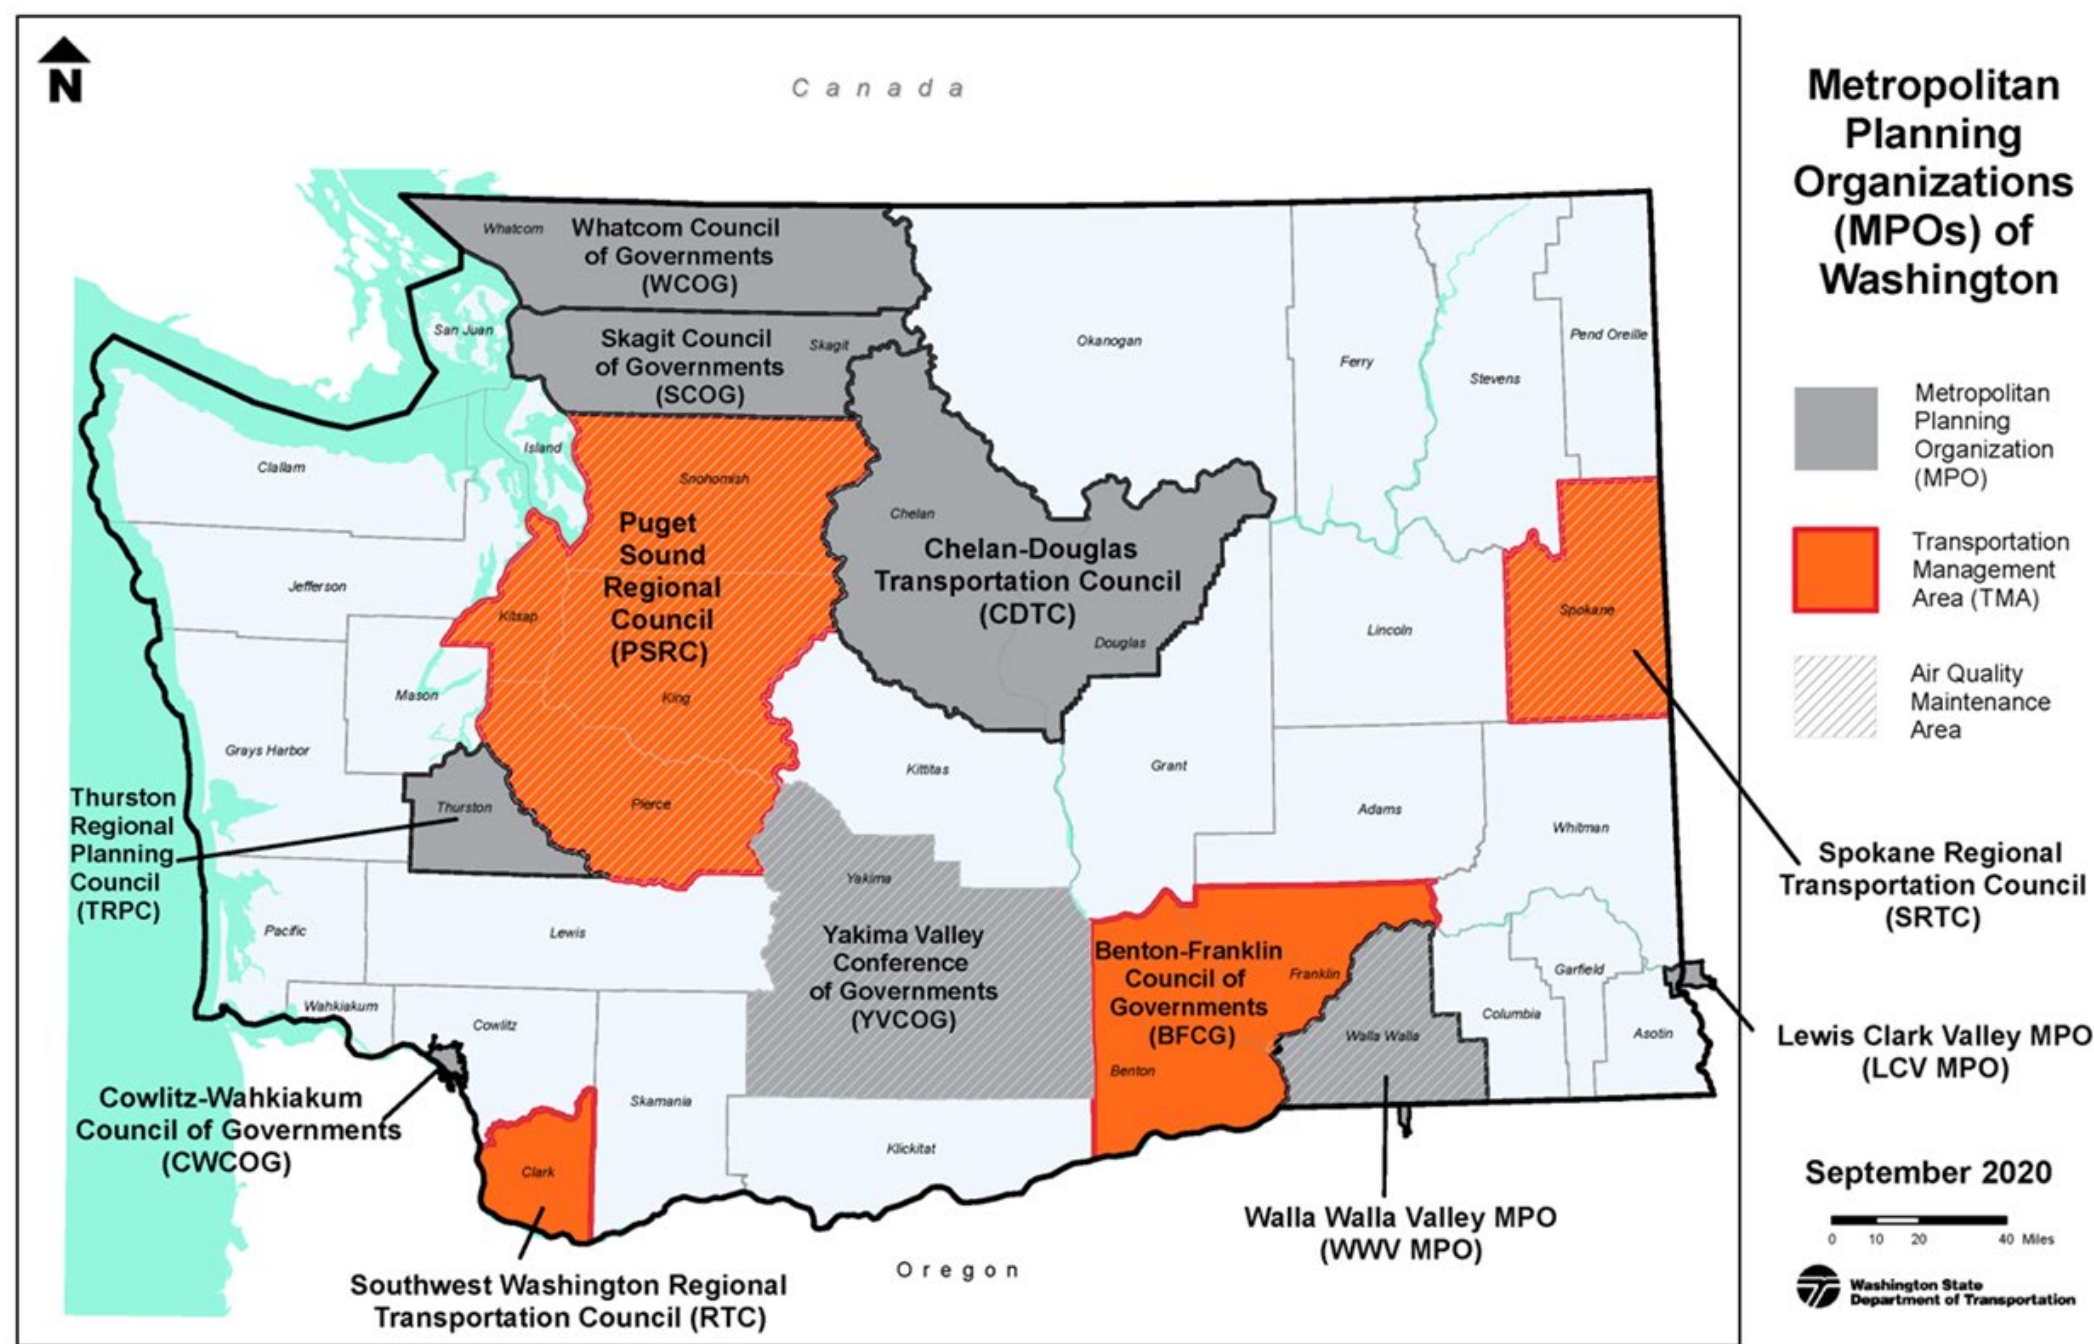 N
Canada
Metropolitan
Planning
Organizations
(MPOs) of
Washington
Whatcom
Whatcom Council
of Governments
(WCOG)
San Juan
Skagit Council
of Governments
(SCOG)
Skagit
Okanogan
Ferry
Stevens
Pend Oreille
Metropolitan
Planning
Organization
(MPO)
Transportation
Management
Area (TMA)
Air Quality
Maintenance
Area
Clallam
Island
Snohomish
Puget
Sound
Regional
Council
(PSRC)
Chelan
Chelan-Douglas
Transportation Council
(CDTC)
Douglas
Jefferson
Kitsap
Lincoln
Spokane
Mason
King
Grays Harbor
Kittitas
Grant
Adams
Whitman
Thurston
Regional
Planning
Council
(TRPC)
Thurston
Pierce
Spokane Regional
Transportation Council
(SRTC)
Yakima
Yakima Valley
Conference
of Governments
(YVCOG)
Benton-Franklin
Council of
Governments
(BFCG)
Franklin
Benton
Pacific
Lewis
Wahkiakum
Cowlitz
Walla Walla
Columbia
Garfield
Asotin
Lewis Clark Valley MPO
(LCV MPO)
Cowlitz-Wahkiakum
Council of Governments
(CWCOG)
Skamania
Clark
Klickitat
Walla Walla Valley MPO
(WWV MPO)
Southwest Washington Regional
Transportation Council (RTC)
Oregon
September 2020
0 10 20 40 Miles
Washington State
Department of Transportation